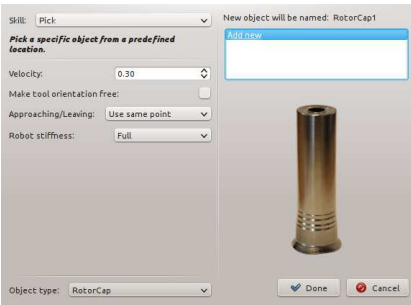 Skill: Pick
Pick a specific object from a predefined
location.
Velocity: 0.30
Make tool orientation free:
Approaching/Leaving: Use same point
Robot stiffness: Full
Object type: RotorCap
New object will be named: RotorCap1
Add new
Done Cancel